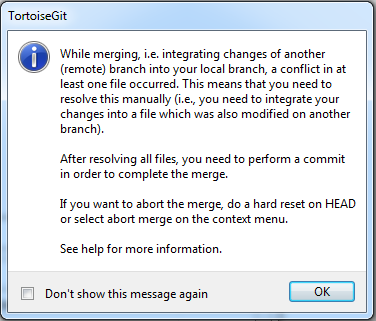 TortoiseGit
While merging, i.e. integrating changes of another
(remote) branch into your local branch, a conflict in at
least one file occurred. This means that you need to
resolve this manually (i.e., you need to integrate your
changes into a file which was also modified on another
branch).
After resolving all files, you need to perform a commit
in order to complete the merge.
If you want to abort the merge, do a hard reset on HEAD
or select abort merge on the context menu.
See help for more information.
Don't show this message again
OK